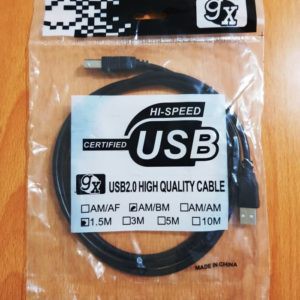 gx
HI-SPEED
CERTIFIED
USB
gx
USB2.0 HIGH QUALITY CABLE
AM/AF AM/BM AM/AM
1.5M 3M 5M 10M
MADE IN CHINA